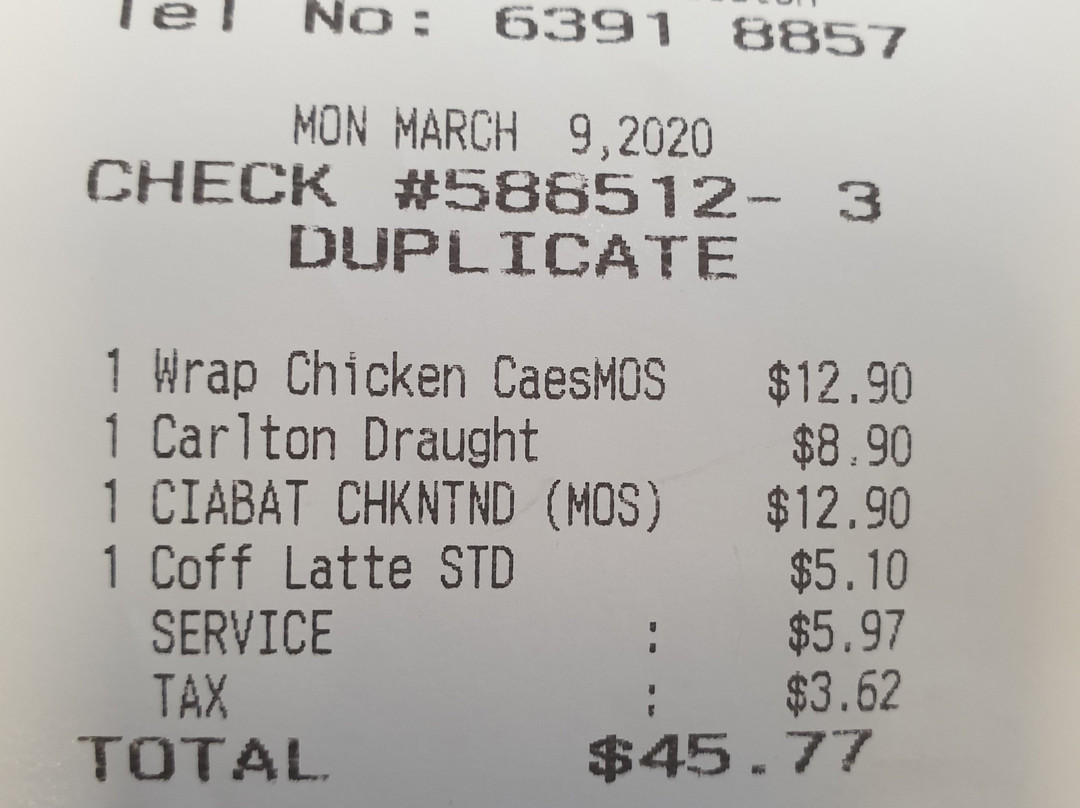 Tel No: 6391 8857
MON MARCH 9,2020
CHECK #588512- 3
DUPLICATE
1 Wrap Chicken CaesMOS $12.90
1 Carlton Draught $8.90
1 CIABAT CHKNTND (MOS) $12.90
1 Coff Latte STD $5.10
SERVICE : $5.97
TAX : $3.62
TOTAL $45.77